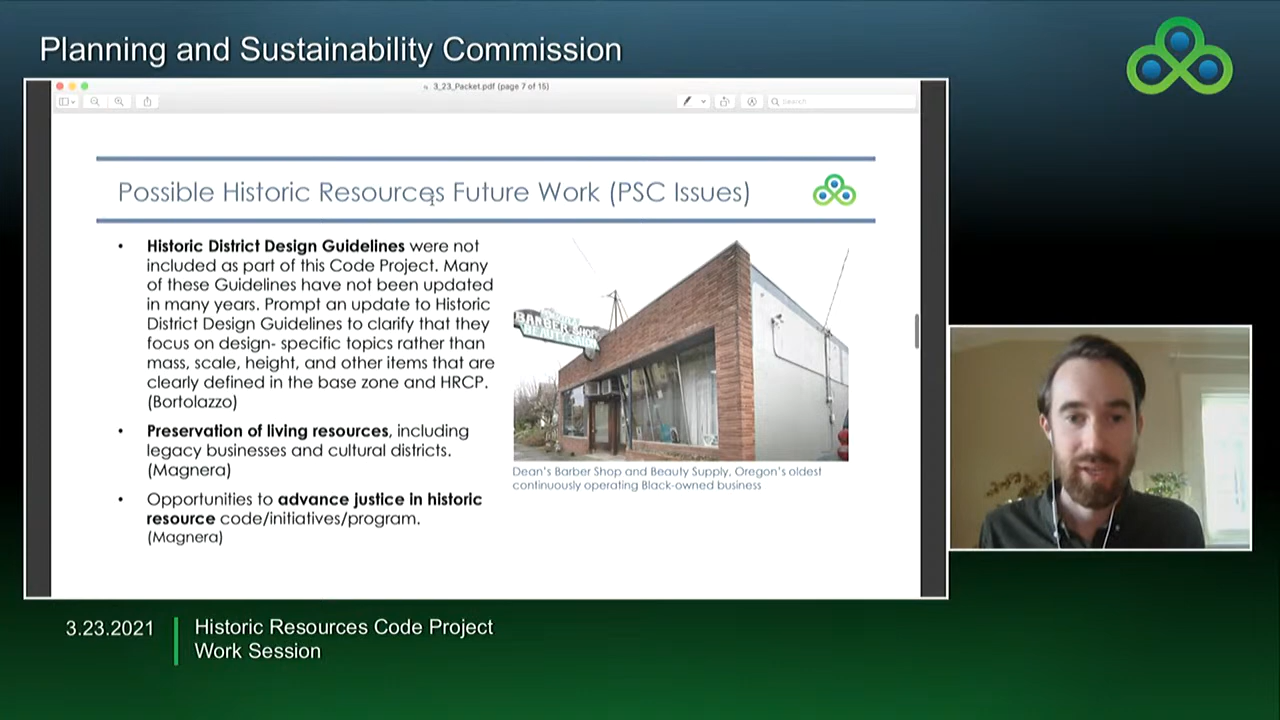 Planning and Sustainability Commission
3_23_Packet.pdf (page 7 of 15)
Search
Possible Historic Resources Future Work (PSC Issues)
• Historic District Design Guidelines were not
included as part of this Code Project. Many
of these Guidelines have not been updated
in many years. Prompt an update to Historic
District Design Guidelines to clarify that they
focus on design- specific topics rather than
mass, scale, height, and other items that are
clearly defined in the base zone and HRCP.
(Bortolazzo)
• Preservation of living resources, including
legacy businesses and cultural districts.
(Magnera)
• Opportunities to advance justice in historic
resource code/initiatives/program.
(Magnera)
BARBER SHOP
BEAUTY SALON
Dean's Barber Shop and Beauty Supply, Oregon's oldest
continuously operating Black-owned business
3.23.2021
Historic Resources Code Project
Work Session